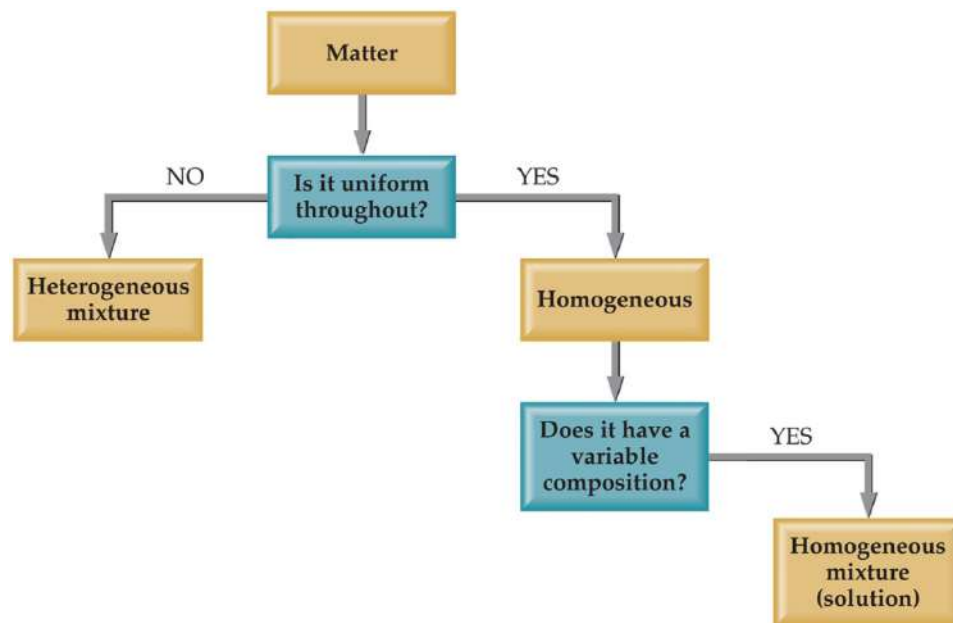 Matter
NO
Is it uniform
throughout?
YES
Heterogeneous
mixture
Homogeneous
Does it have a
variable
composition?
YES
Homogeneous
mixture
(solution)